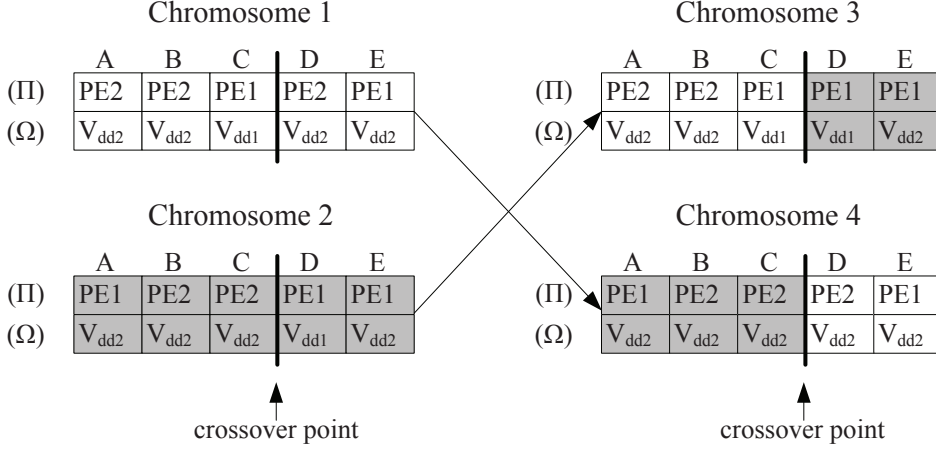 Chromosome 1
A B C D E
(Π) PE2 PE2 PE1 PE2 PE1
(Ω) Vdd2 Vdd2 Vdd1 Vdd2 Vdd2
Chromosome 2
A B C D E
(Π) PE1 PE2 PE2 PE1 PE1
(Ω) Vdd2 Vdd2 Vdd2 Vdd1 Vdd2
crossover point
Chromosome 3
A B C D E
(Π) PE2 PE2 PE1 PE1 PE1
(Ω) Vdd2 Vdd2 Vdd1 Vdd1 Vdd2
Chromosome 4
A B C D E
(Π) PE1 PE2 PE2 PE2 PE1
(Ω) Vdd2 Vdd2 Vdd2 Vdd2 Vdd2
crossover point